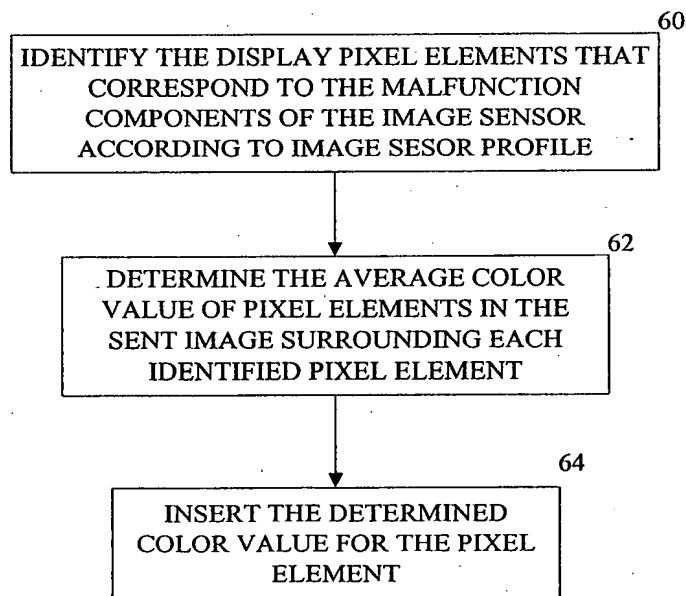 60
IDENTIFY THE DISPLAY PIXEL ELEMENTS THAT
CORRESPOND TO THE MALFUNCTION
COMPONENTS OF THE IMAGE SENSOR
ACCORDING TO IMAGE SESOR PROFILE
62
DETERMINE THE AVERAGE COLOR
VALUE OF PIXEL ELEMENTS IN THE
SENT IMAGE SURROUNDING EACH
IDENTIFIED PIXEL ELEMENT
64
INSERT THE DETERMINED
COLOR VALUE FOR THE PIXEL
ELEMENT